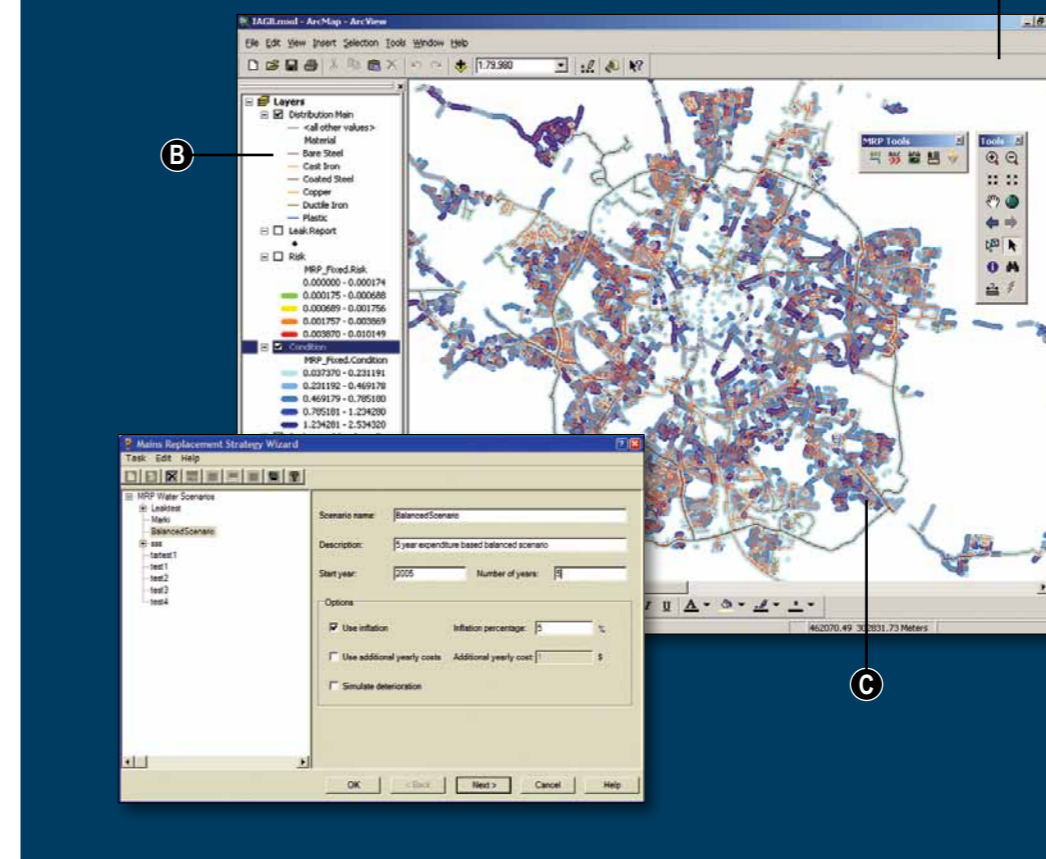 IAGIL.mxd - ArcMap - ArcView
File Edit View Insert Selection Tools Window Help
1:79,980
Layers
Distribution Main
<all other values>
Material
Bare Steel
Cast Iron
Coated Steel
Copper
Ductile Iron
Plastic
Leak Report
Risk
MRP_Fixed.Risk
0.000000 - 0.000174
0.000175 - 0.000688
0.000689 - 0.001756
0.001757 - 0.003869
0.003870 - 0.010149
Condition
MRP_Fixed.Condition
0.037370 - 0.231191
0.231192 - 0.469178
0.469179 - 0.785180
0.785181 - 1.234280
1.234281 - 2.534320
B
MRP Tools
Tools
Mains Replacement Strategy Wizard
Task Edit Help
MRP Water Scenarios
Leaktest
Marki
BalancedScenario
sss
tartest1
test1
test2
test3
test4
Scenario name: BalancedScenario
Description: 5 year expenditure based balanced scenario
Start year: 2005 Number of years: 5
Options
Use inflation Inflation percentage: 5 %
Use additional yearly costs Additional yearly cost: 1 $
Simulate deterioration
OK < Back Next > Cancel Help
I U A
462070.49 302831.73 Meters
C